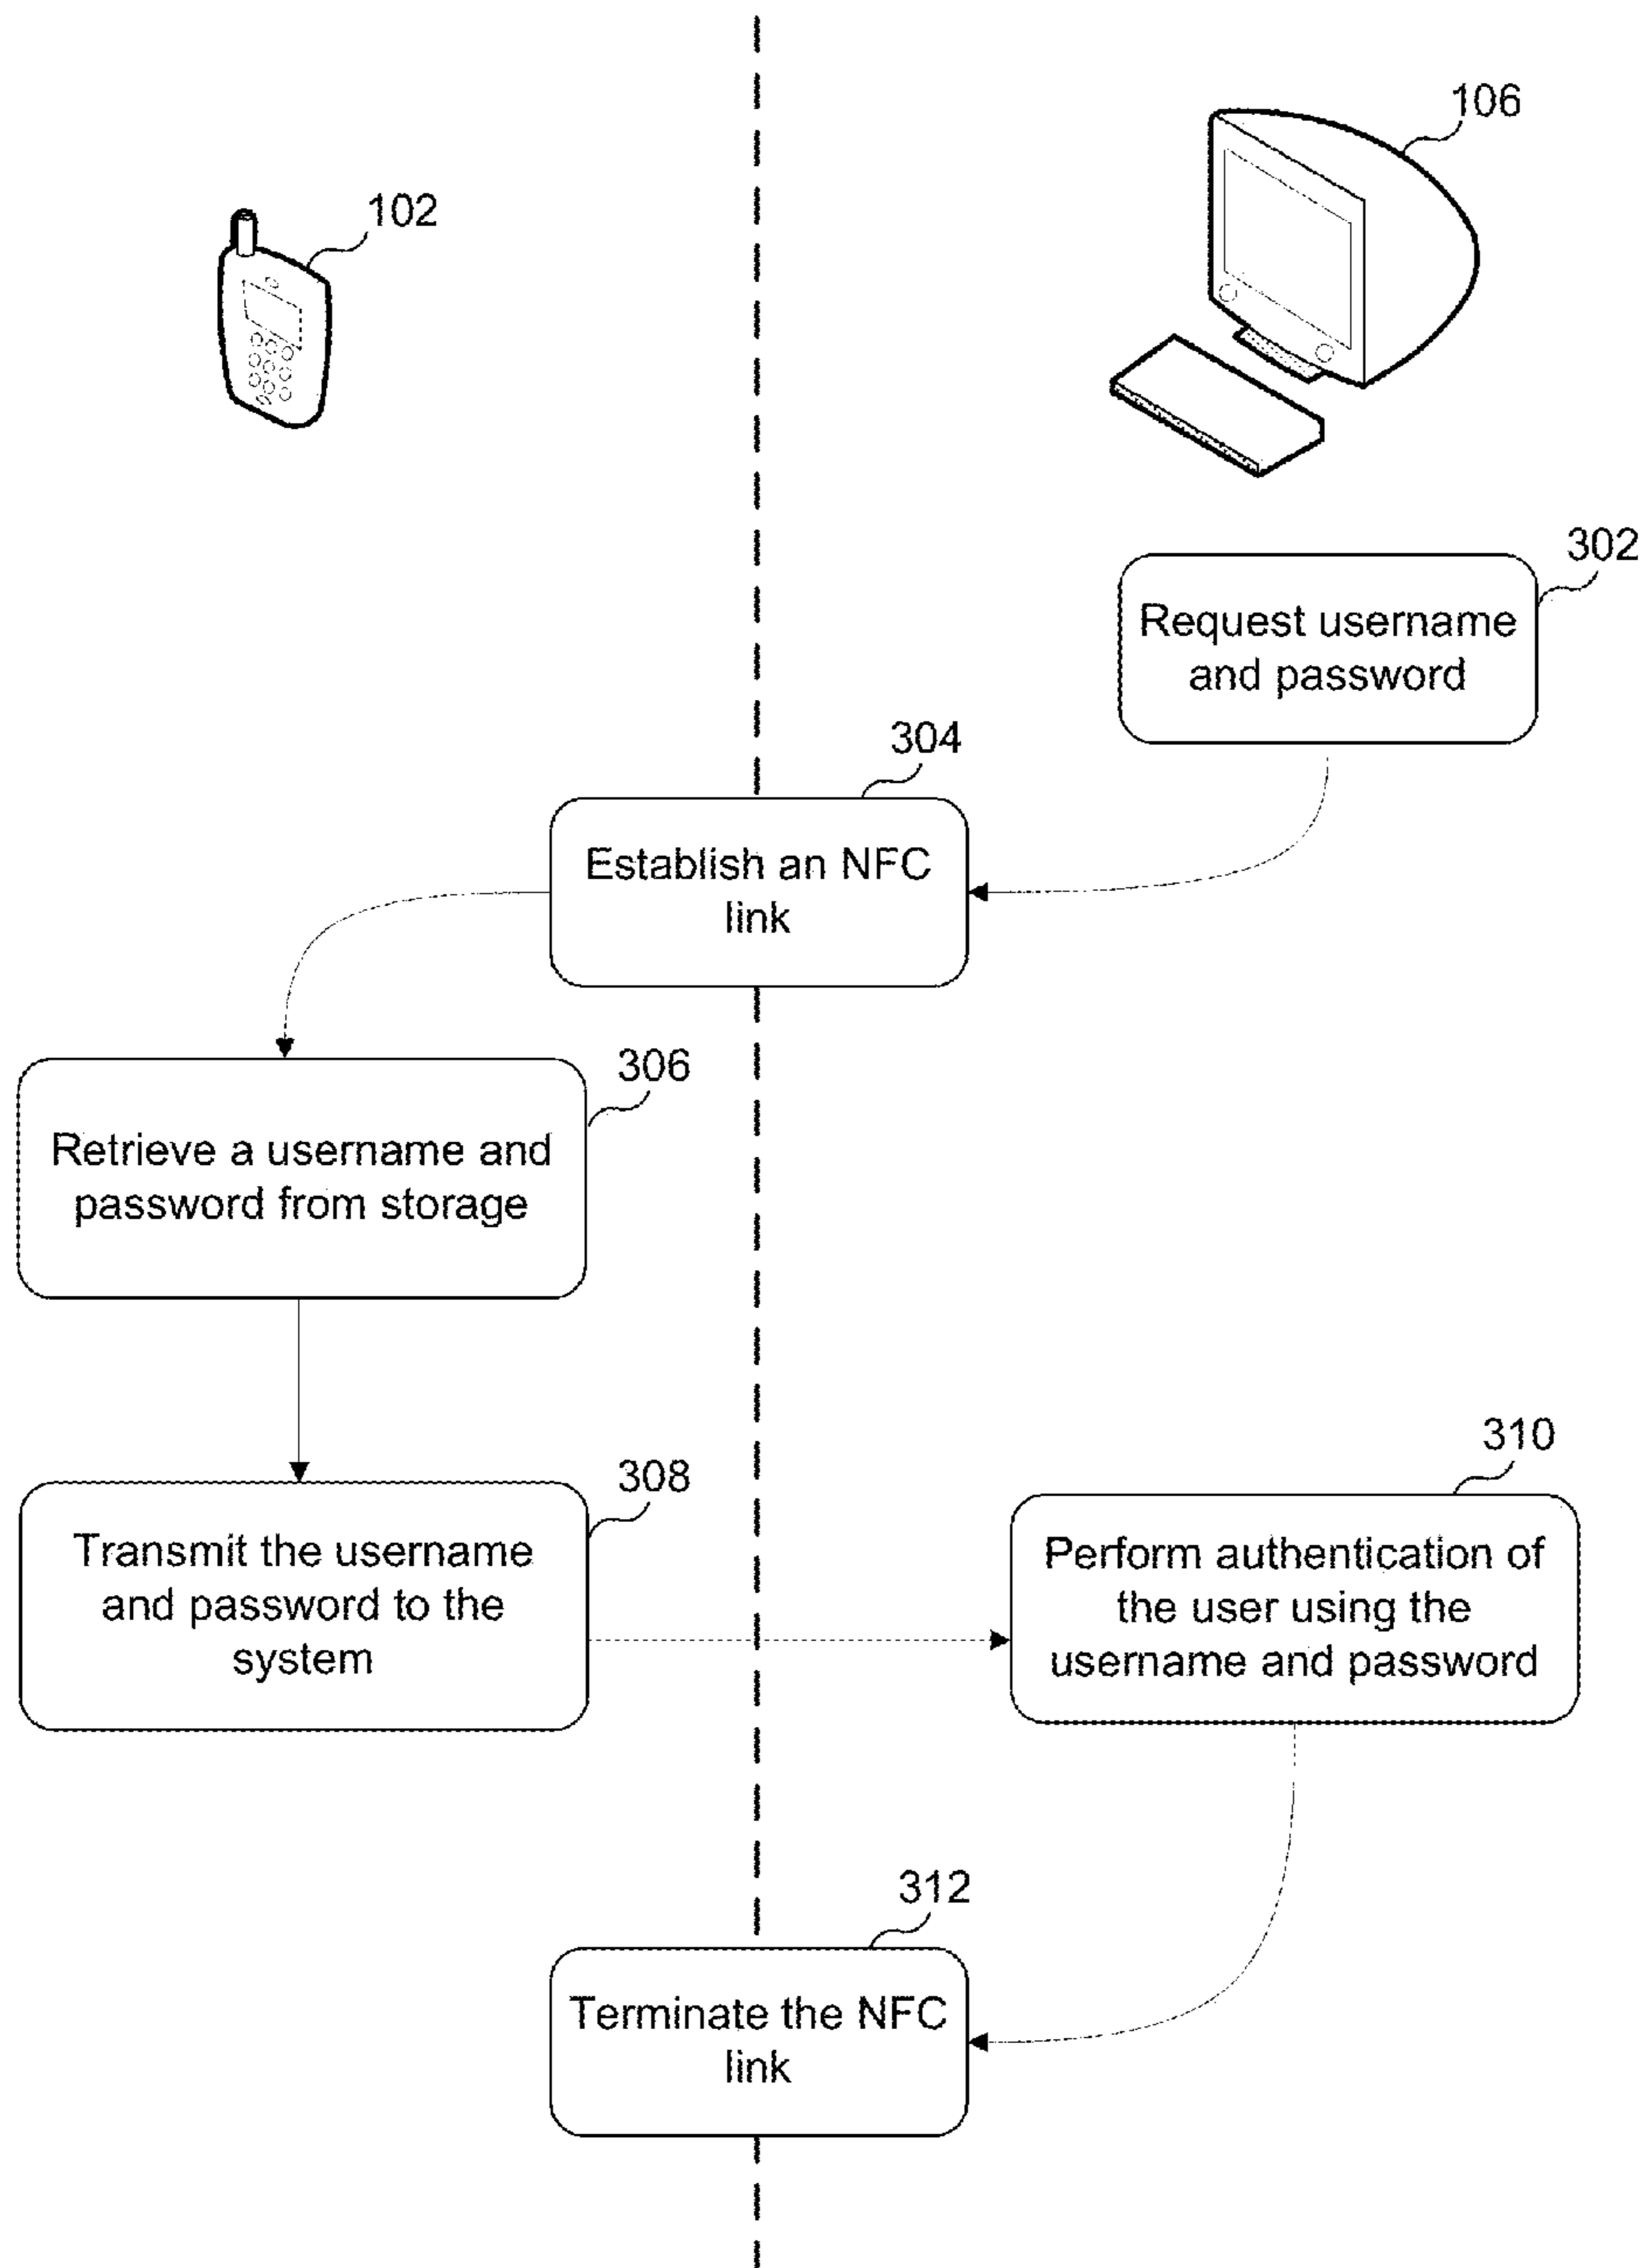 106
102
302
Request username
and password
304
Establish an NFC
link
306
Retrieve a username and
password from storage
308
Transmit the username
and password to the
system
310
Perform authentication of
the user using the
username and password
312
Terminate the NFC
link